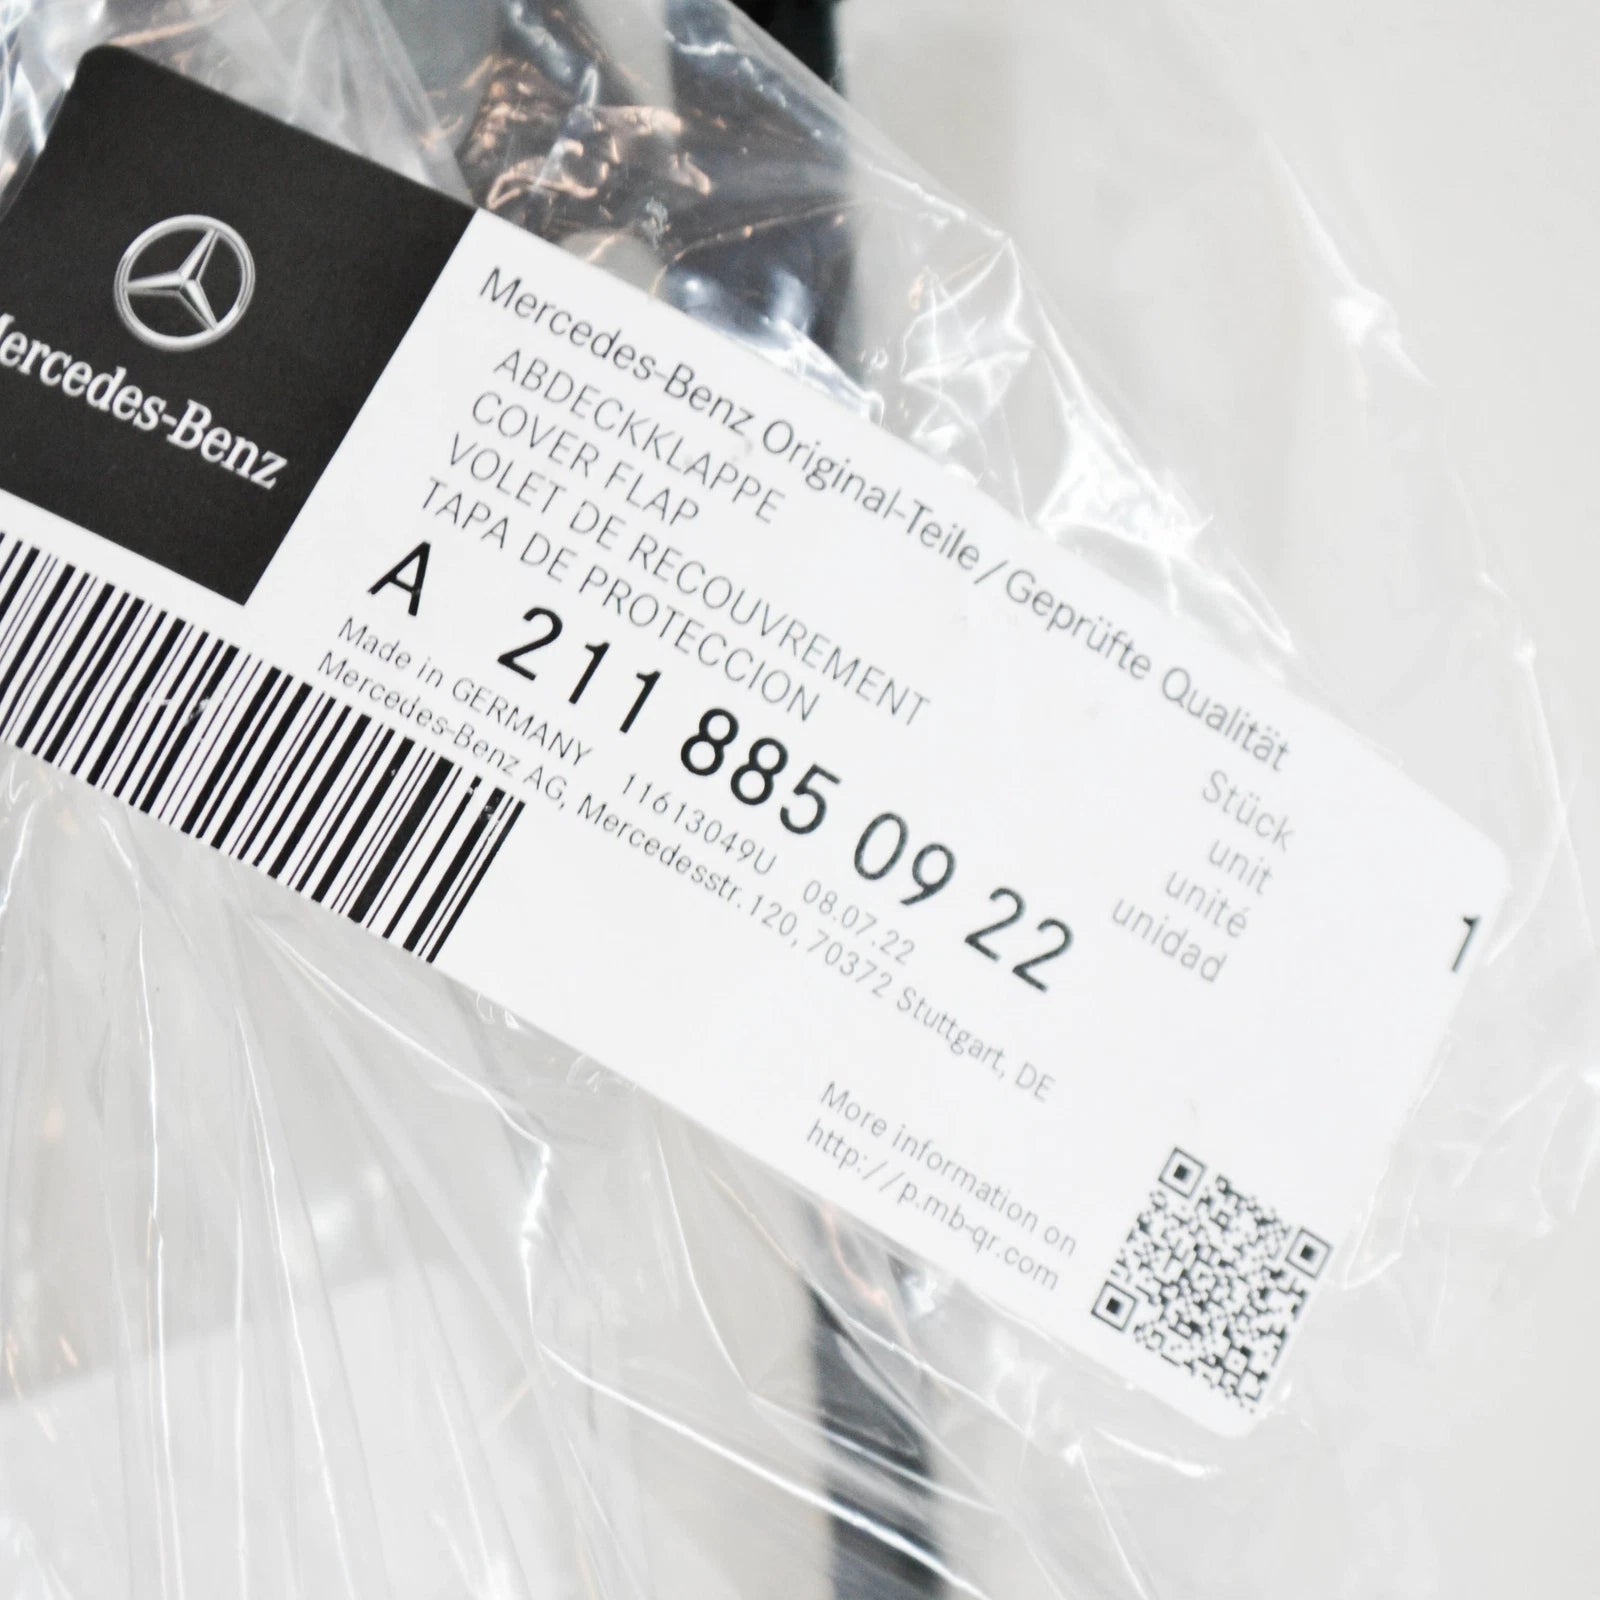 Mercedes-Benz
Mercedes-Benz Original-Teile / Geprüfte Qualität
ABDECKKLAPPE
COVER FLAP
VOLET DE RECOUVREMENT
TAPA DE PROTECCION
Stück
unit
unité
unidad
1
A 211 885 09 22
Made in GERMANY 11613049U 08.07.22
Mercedes-Benz AG, Mercedesstr. 120, 70372 Stuttgart, DE
More information on
http://p.mb-qr.com